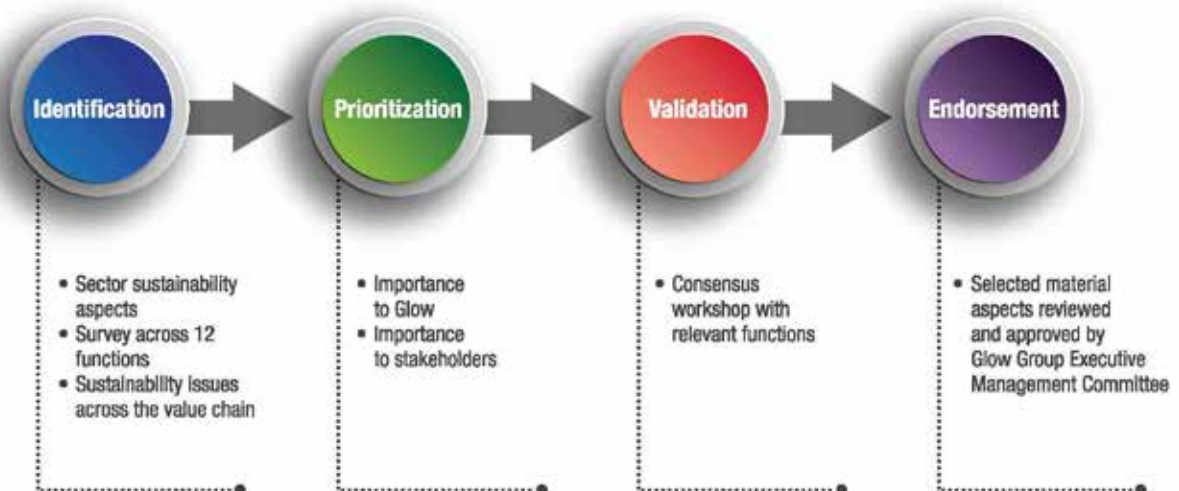 Identification
Prioritization
Validation
Endorsement
• Sector sustainability
aspects
• Survey across 12
functions
• Sustainability issues
across the value chain
• Importance
to Glow
• Importance
to stakeholders
• Consensus
workshop with
relevant functions
• Selected material
aspects reviewed
and approved by
Glow Group Executive
Management Committee